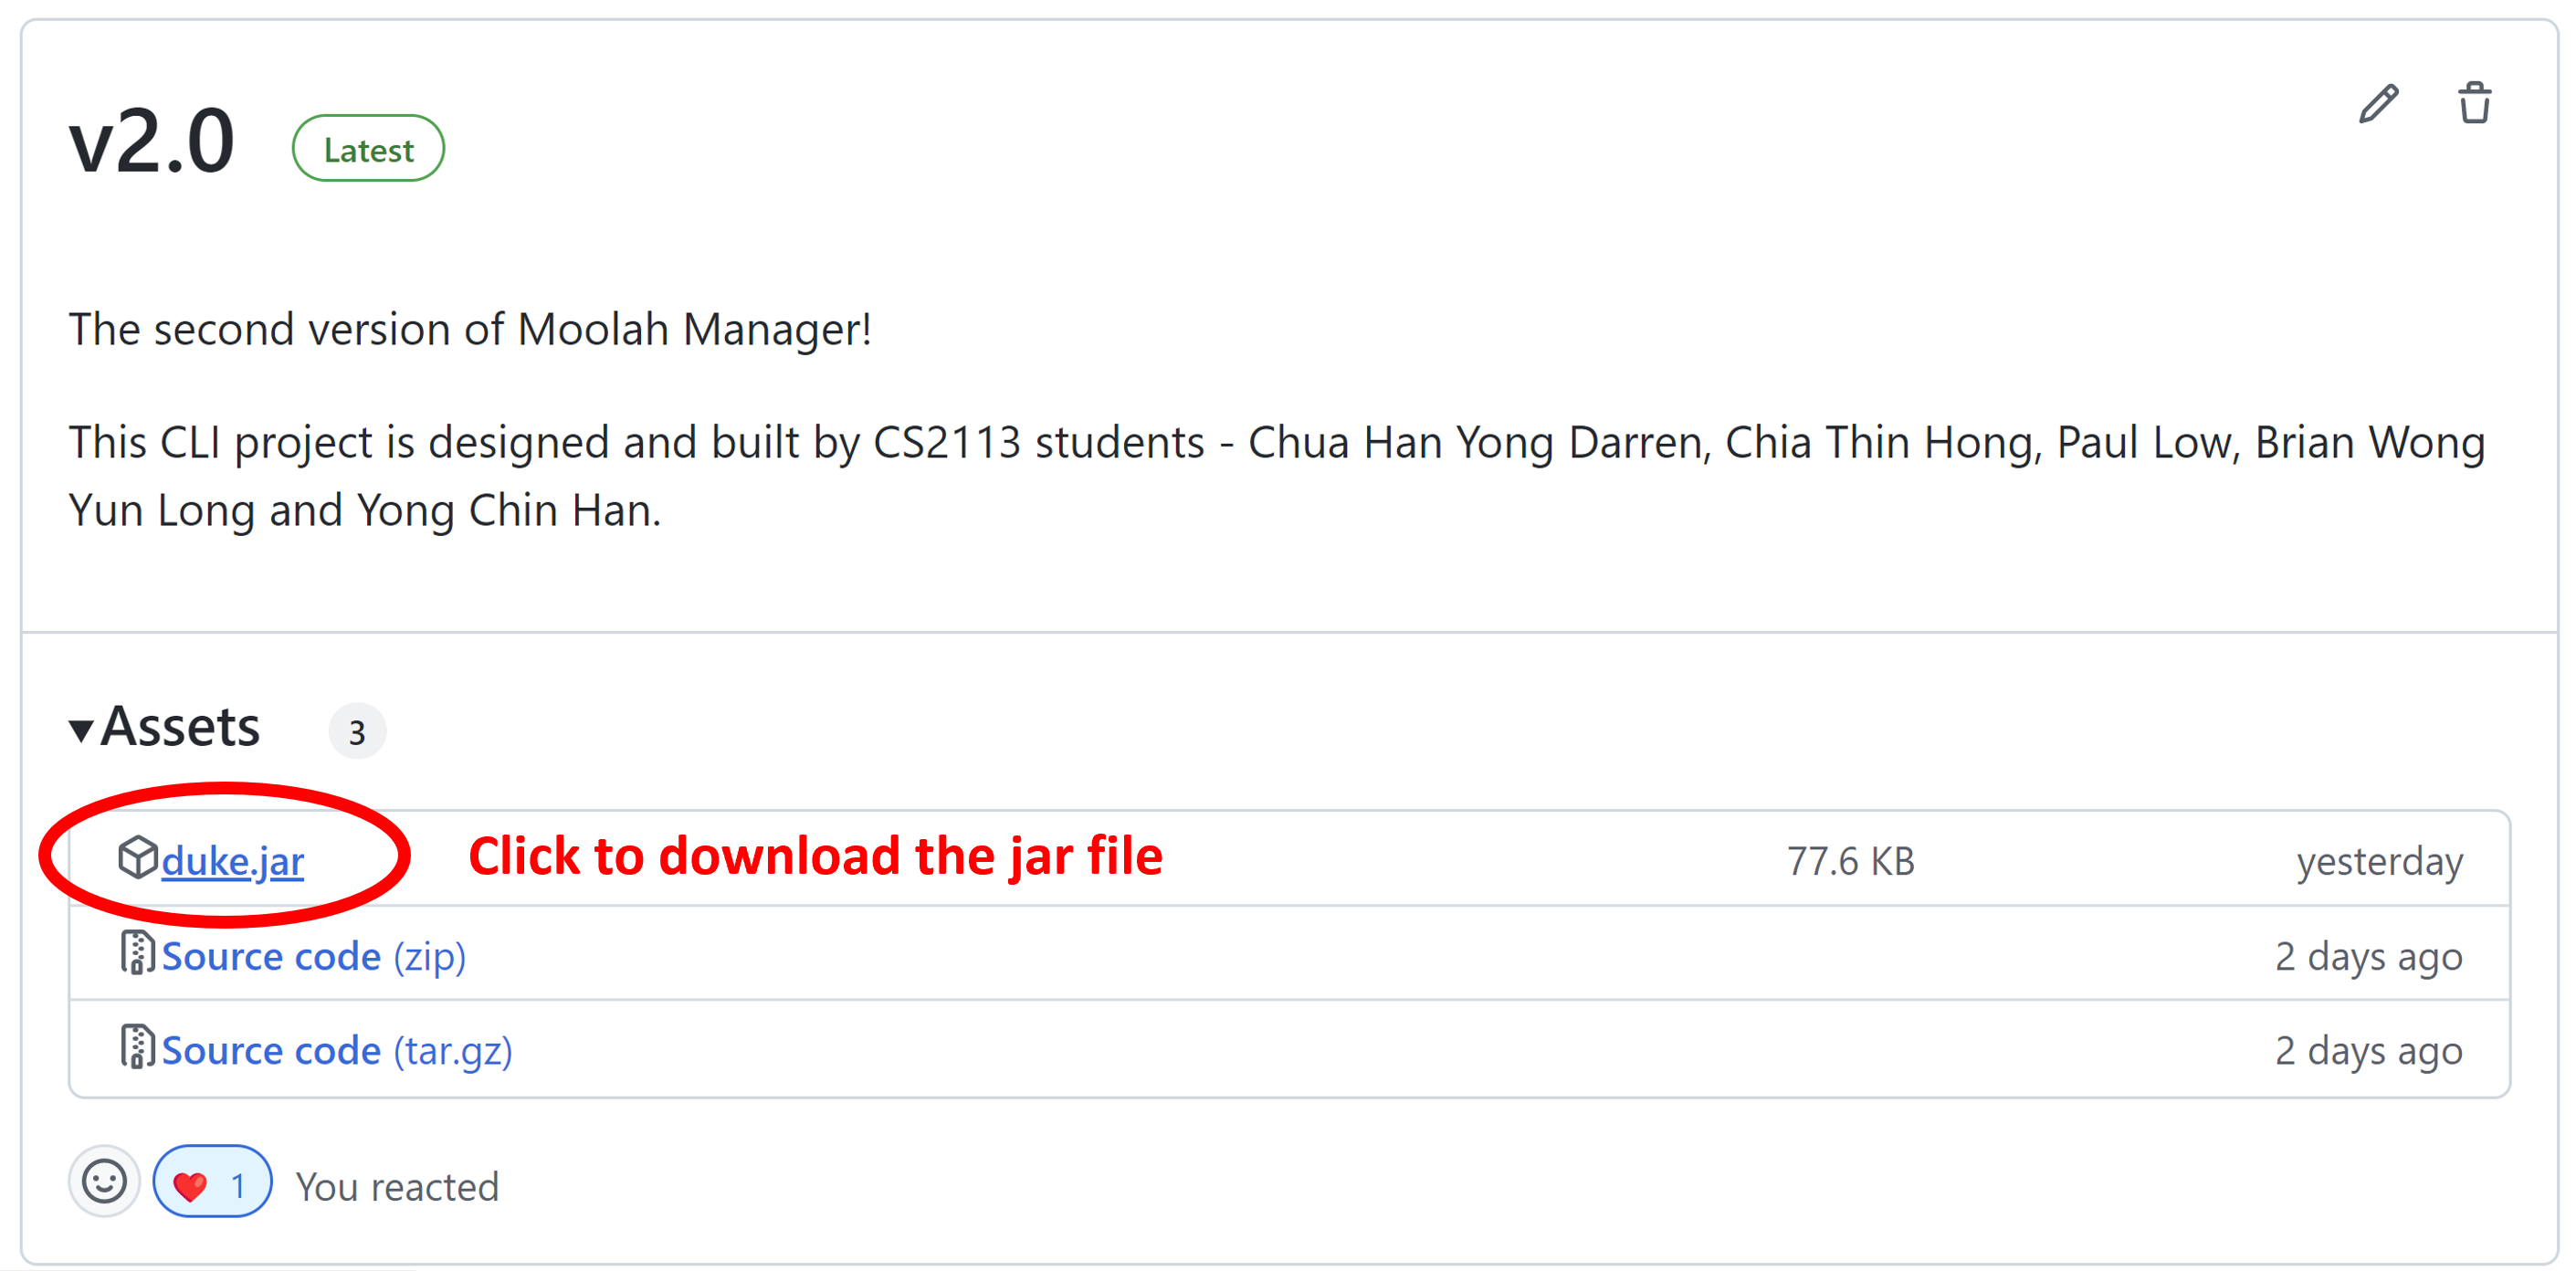 v2.0 Latest
The second version of Moolah Manager!
This CLI project is designed and built by CS2113 students - Chua Han Yong Darren, Chia Thin Hong, Paul Low, Brian Wong
Yun Long and Yong Chin Han.
Assets 3
duke.jar Click to download the jar file 77.6 KB yesterday
Source code (zip) 2 days ago
Source code (tar.gz) 2 days ago
1 You reacted